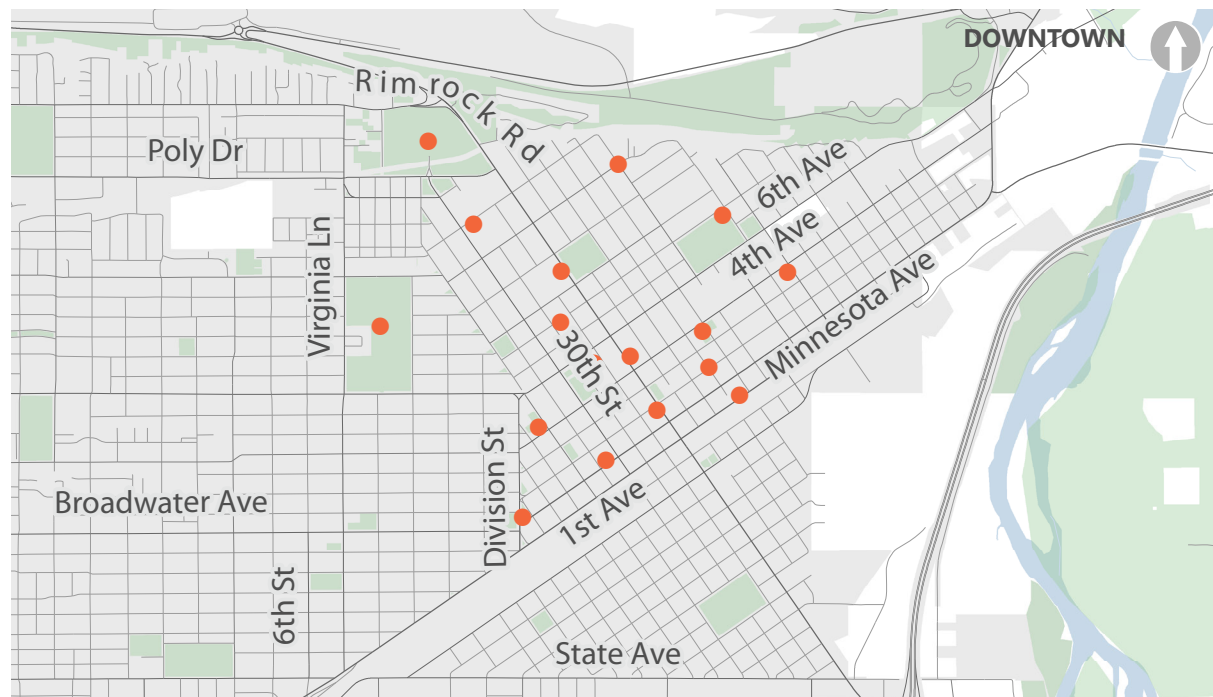 DOWNTOWN
Rimrock Rd
Poly Dr
6th Ave
4th Ave
Virginia Ln
Minnesota Ave
30th St
Division St
Broadwater Ave
1st Ave
6th St
State Ave